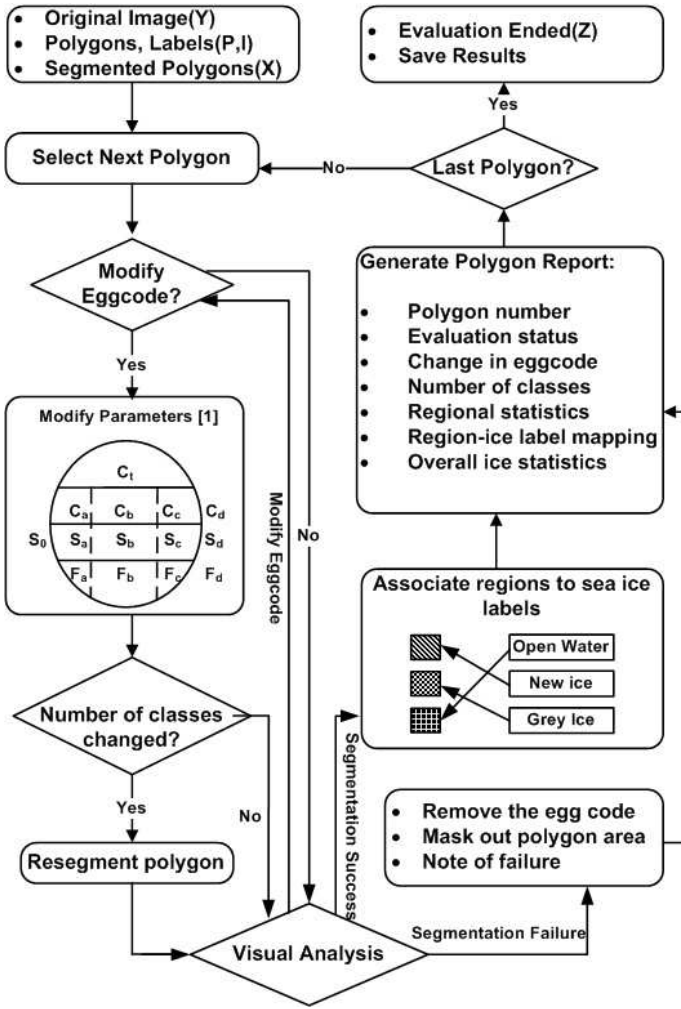 • Original Image(Y)
• Polygons, Labels(P,l)
• Segmented Polygons(X)
Select Next Polygon
Modify
Eggcode?
Yes
No
Modify Eggcode
Modify Parameters [1]
Ct
Ca Cb Cc Cd
S0 Sa Sb Sc Sd
Fa Fb Fc Fd
Number of classes
changed?
Yes
No
Resegment polygon
Visual Analysis
Segmentation Success
Segmentation Failure
• Remove the egg code
• Mask out polygon area
• Note of failure
Associate regions to sea ice
labels
Open Water
New ice
Grey Ice
Generate Polygon Report:
• Polygon number
• Evaluation status
• Change in eggcode
• Number of classes
• Regional statistics
• Region-ice label mapping
• Overall ice statistics
Last Polygon?
No
Yes
• Evaluation Ended(Z)
• Save Results